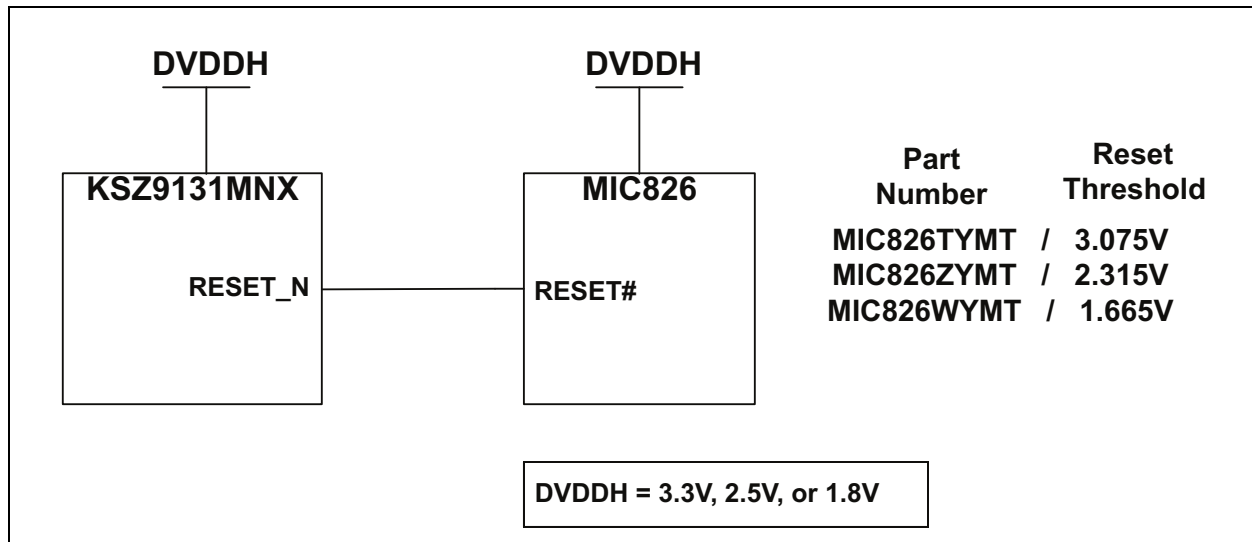 DVDDH
DVDDH
KSZ9131MNX
RESET_N
MIC826
RESET#
Part Number
Reset Threshold
MIC826TYMT / 3.075V
MIC826ZYMT / 2.315V
MIC826WYMT / 1.665V
DVDDH = 3.3V, 2.5V, or 1.8V